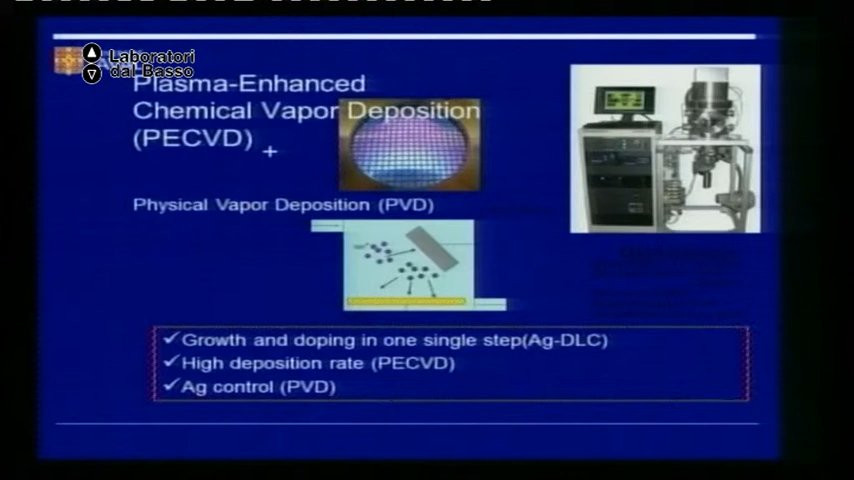 Laboratori
dal Basso
Plasma-Enhanced
Chemical Vapor Deposition
(PECVD)
+
Physical Vapor Deposition (PVD)
✓Growth and doping in one single step(Ag-DLC)
✓High deposition rate (PECVD)
✓Ag control (PVD)